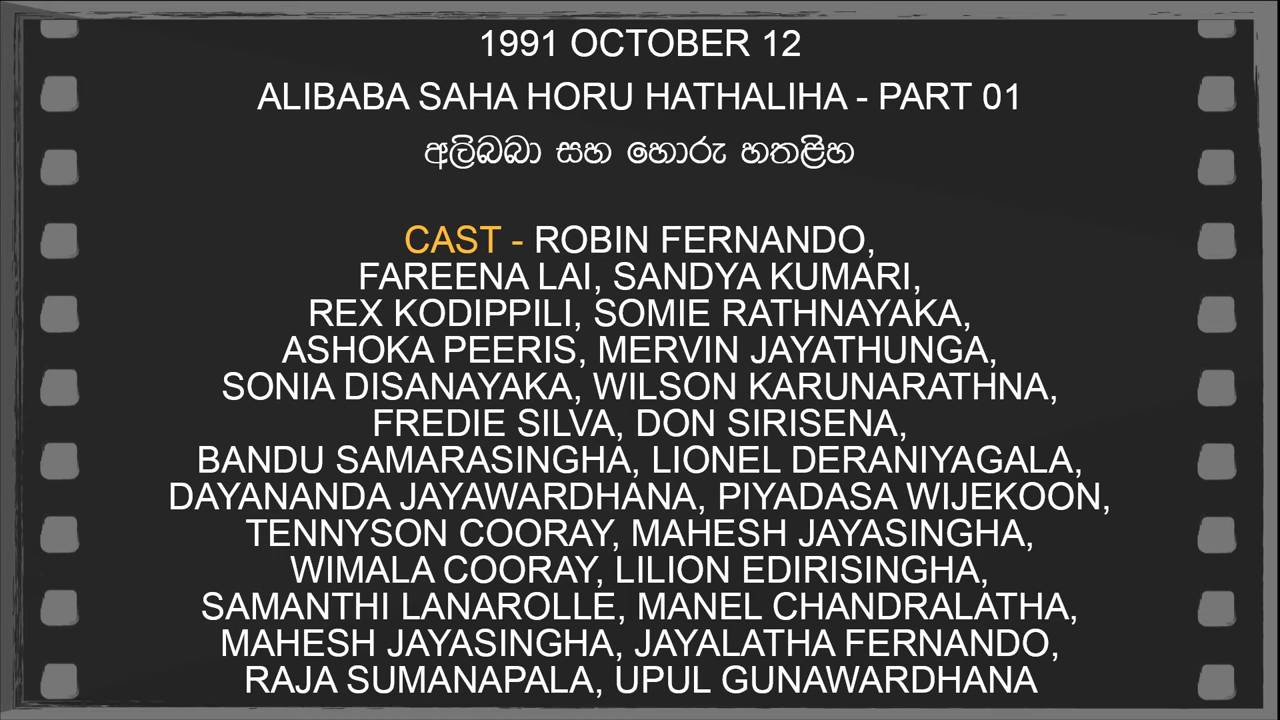 1991 OCTOBER 12
ALIBABA SAHA HORU HATHALIHA - PART 01
අලිබබා සහ හොරු හතළිහ
CAST - ROBIN FERNANDO,
FAREENA LAI, SANDYA KUMARI,
REX KODIPPILI, SOMIE RATHNAYAKA,
ASHOKA PEERIS, MERVIN JAYATHUNGA,
SONIA DISANAYAKA, WILSON KARUNARATHNA,
FREDIE SILVA, DON SIRISENA,
BANDU SAMARASINGHA, LIONEL DERANIYAGALA,
DAYANANDA JAYAWARDHANA, PIYADASA WIJEKOON,
TENNYSON COORAY, MAHESH JAYASINGHA,
WIMALA COORAY, LILION EDIRISINGHA,
SAMANTHI LANAROLLE, MANEL CHANDRALATHA,
MAHESH JAYASINGHA, JAYALATHA FERNANDO,
RAJA SUMANAPALA, UPUL GUNAWARDHANA